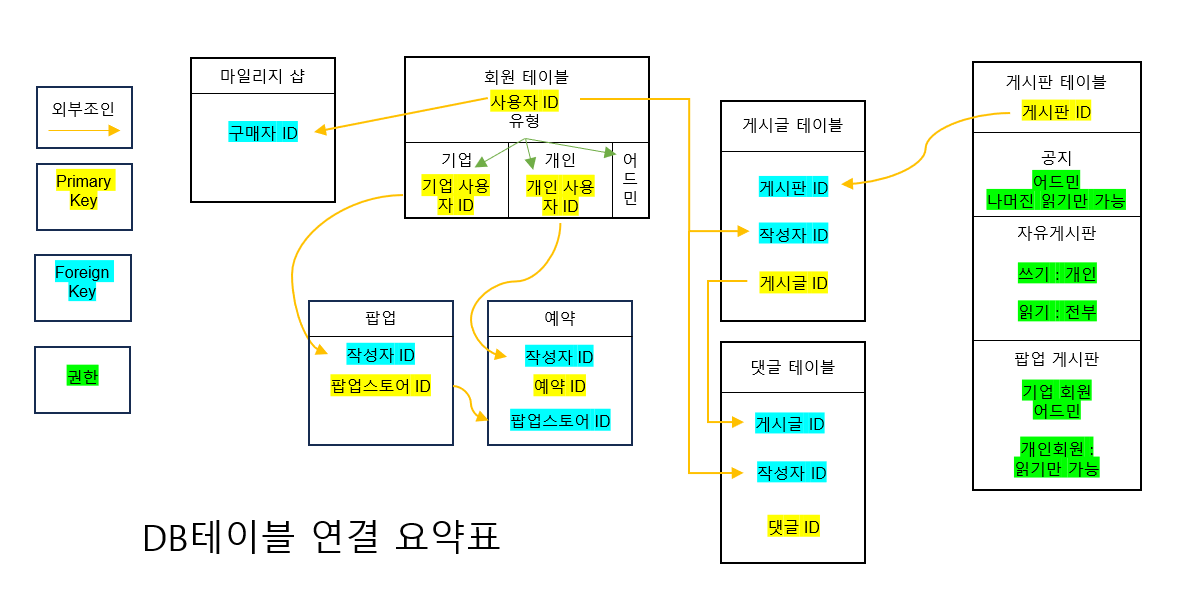 외부조인
Primary
Key
Foreign
Key
권한
마일리지 샵
구매자 ID
회원 테이블
사용자 ID
유형
기업
기업 사용
자 ID
개인
개인 사용
자 ID
어
드
민
팝업
작성자 ID
팝업스토어 ID
예약
작성자 ID
예약 ID
팝업스토어 ID
게시글 테이블
게시판 ID
작성자 ID
게시글 ID
댓글 테이블
게시글 ID
작성자 ID
댓글 ID
게시판 테이블
게시판 ID
공지
어드민
나머진 읽기만 가능
자유게시판
쓰기 : 개인
읽기 : 전부
팝업 게시판
기업 회원
어드민
개인회원 :
읽기만 가능
DB테이블 연결 요약표